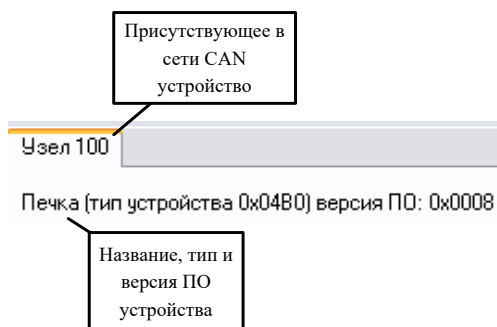 Присутствующее в
сети CAN
устройство
Узел 100
Печка (тип устройства 0x04B0) версия ПО: 0x0008
Название, тип и
версия ПО
устройства